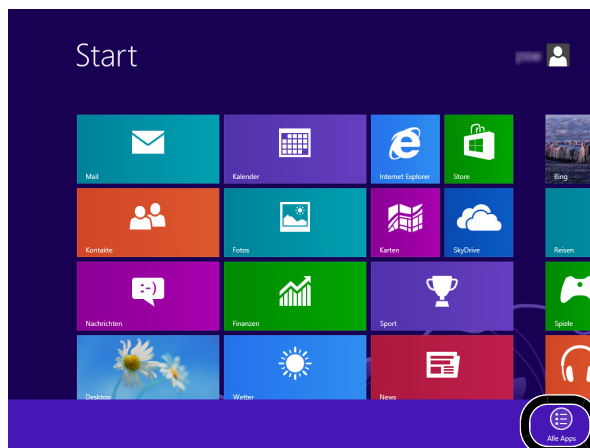 Start
Mail
Kalender
Internet Explorer
Store
Bing
Kontakte
Fotos
Karten
SkyDrive
Reisen
Nachrichten
:-)
Finanzen
Sport
Spiele
Desktop
Wetter
News
Alle Apps